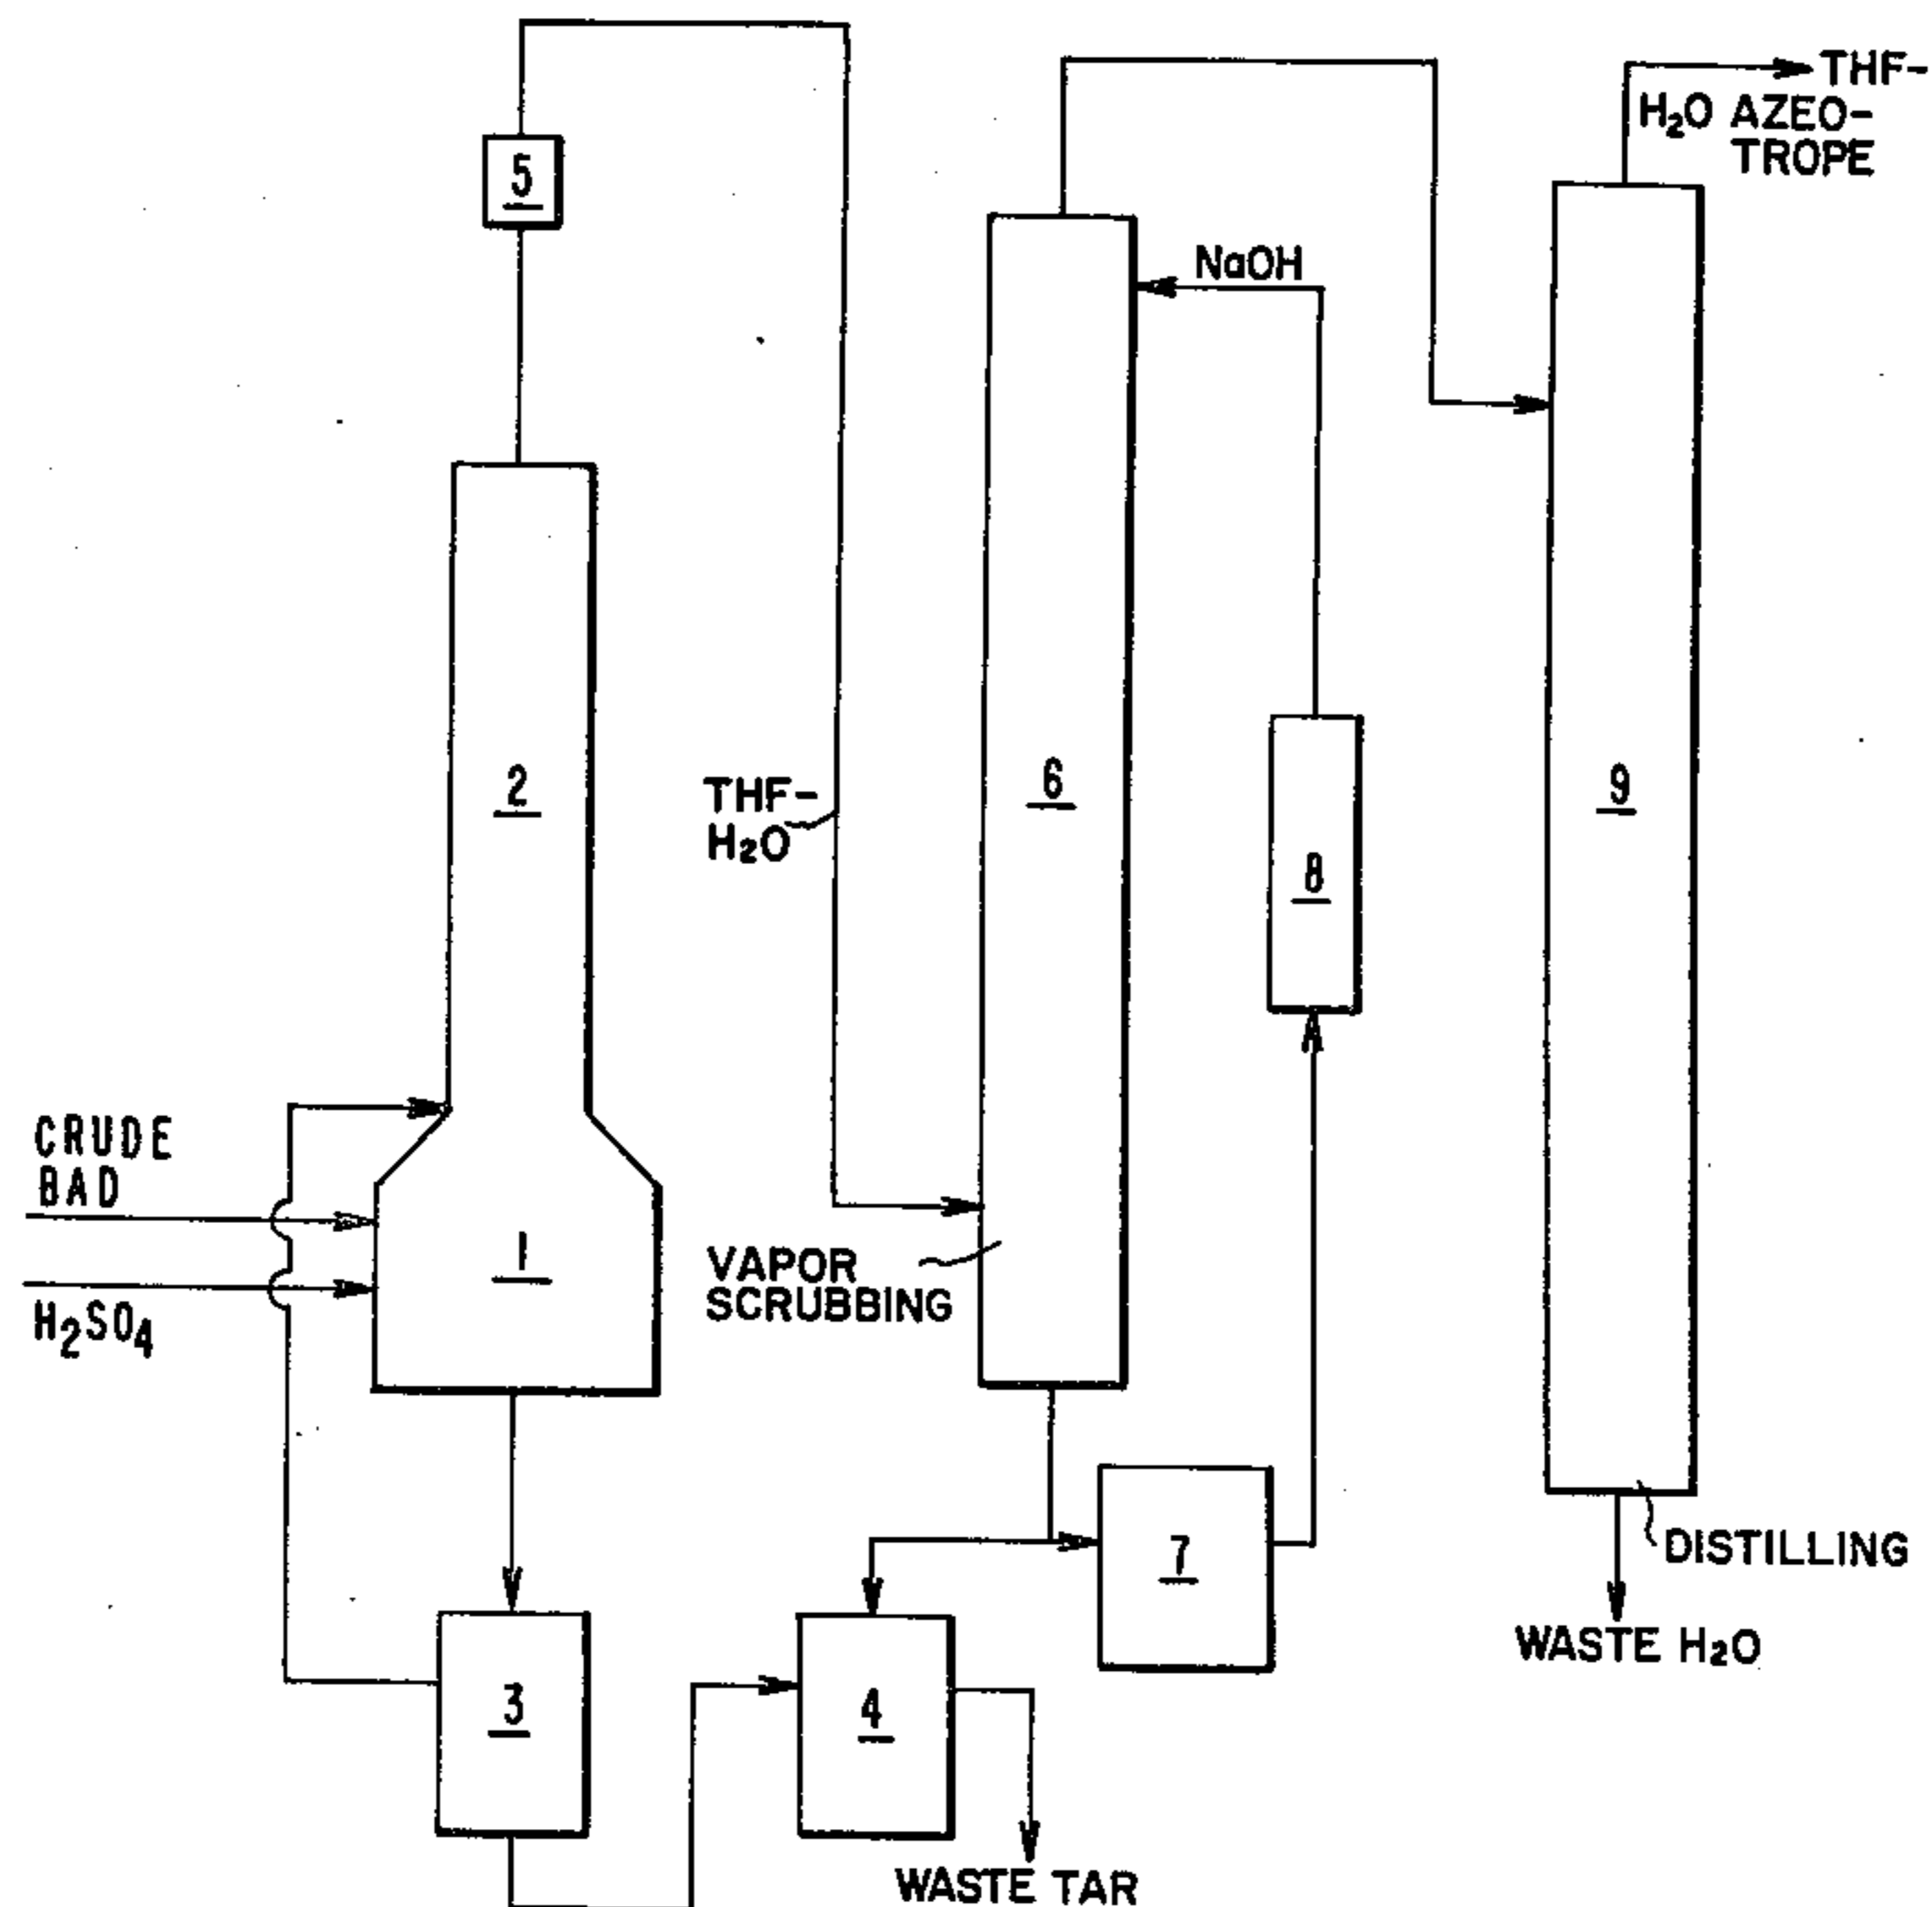 THF-
H₂O AZEO-
TROPE
5
NaOH
2
THF-
H₂O
6
8
9
CRUDE
BAD
H₂SO₄
1
VAPOR
SCRUBBING
7
DISTILLING
WASTE H₂O
3
4
WASTE TAR